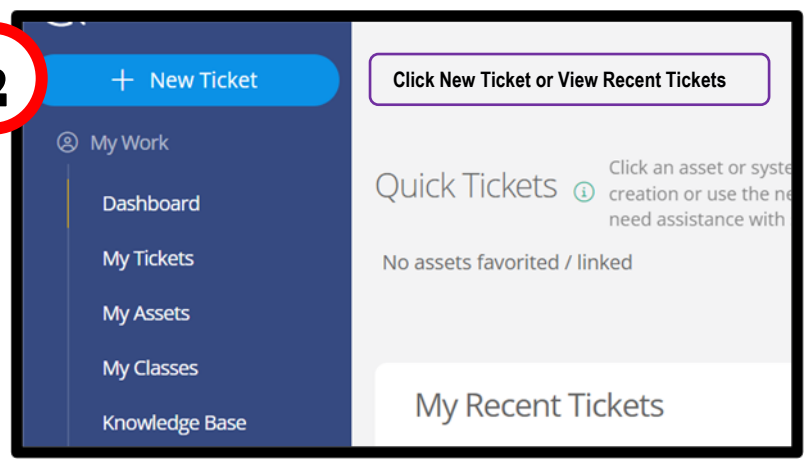 2
+ New Ticket
Click New Ticket or View Recent Tickets
My Work
Dashboard
My Tickets
My Assets
My Classes
Knowledge Base
Quick Tickets
Click an asset or syste
creation or use the ne
need assistance with
No assets favorited / linked
My Recent Tickets